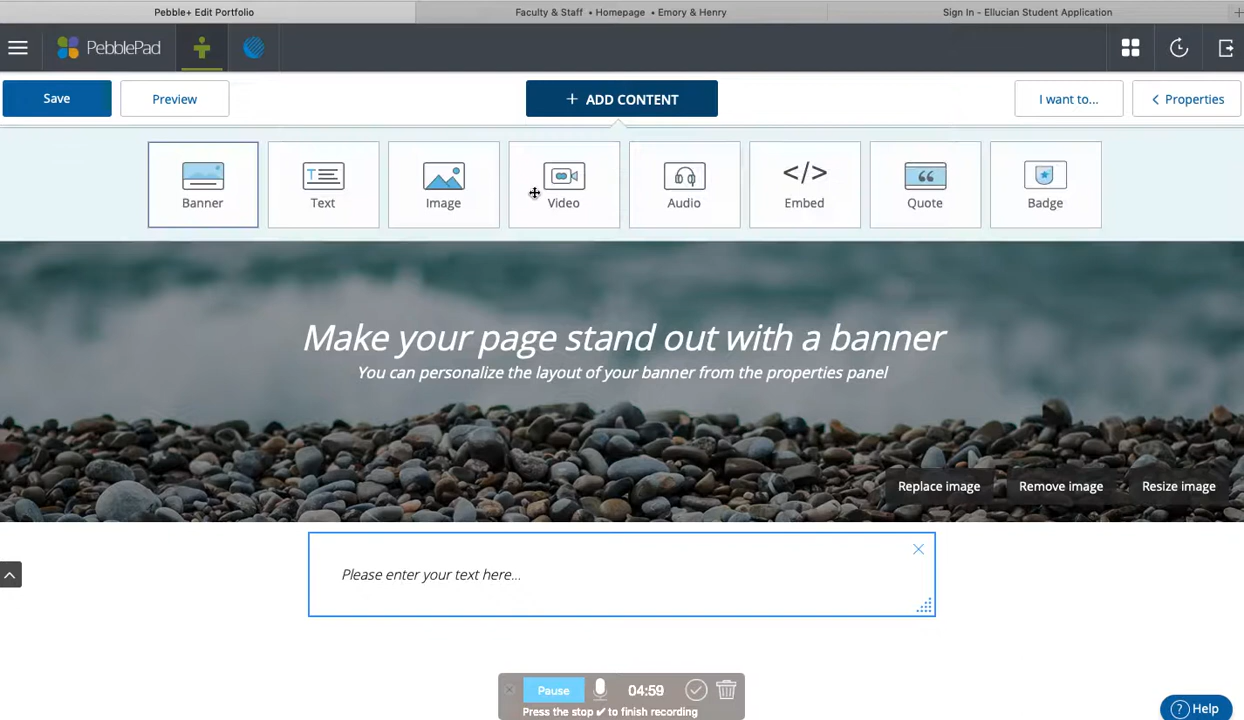 Pebble+ Edit Portfolio
Faculty & Staff • Homepage • Emory & Henry
Sign In - Ellucian Student Application
PebblePad
Save
Preview
+ ADD CONTENT
I want to...
Properties
Banner
Text
Image
Video
Audio
</>
Embed
Quote
Badge
Make your page stand out with a banner
You can personalize the layout of your banner from the properties panel
Replace image
Remove image
Resize image
Please enter your text here...
Pause
04:59
Press the stop ✔ to finish recording
? Help